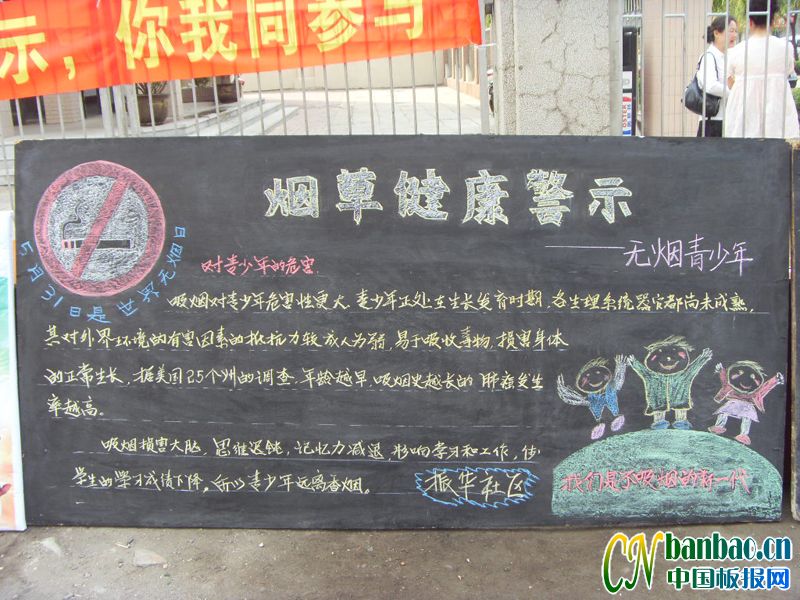 示，你我同参与
烟草健康警示
——无烟青少年
5月31日是世界无烟日
对青少年的危害
吸烟对青少年危害性更大，青少年正处在生长发育时期，各生理系统器官都尚未成熟，
其对外界环境的有害因素的抵抗力较成人为弱，易于吸收毒物，损害身体
的正常生长，据美国25个州的调查，年龄越早，吸烟史越长的肺癌发生
率越高。
吸烟损害大脑，思维迟钝，记忆力减退，影响学习和工作，使
学生的学习成绩下降。所以青少年远离香烟。
振华社区
我们是不吸烟的新一代
CNbanbao.cn
中国板报网